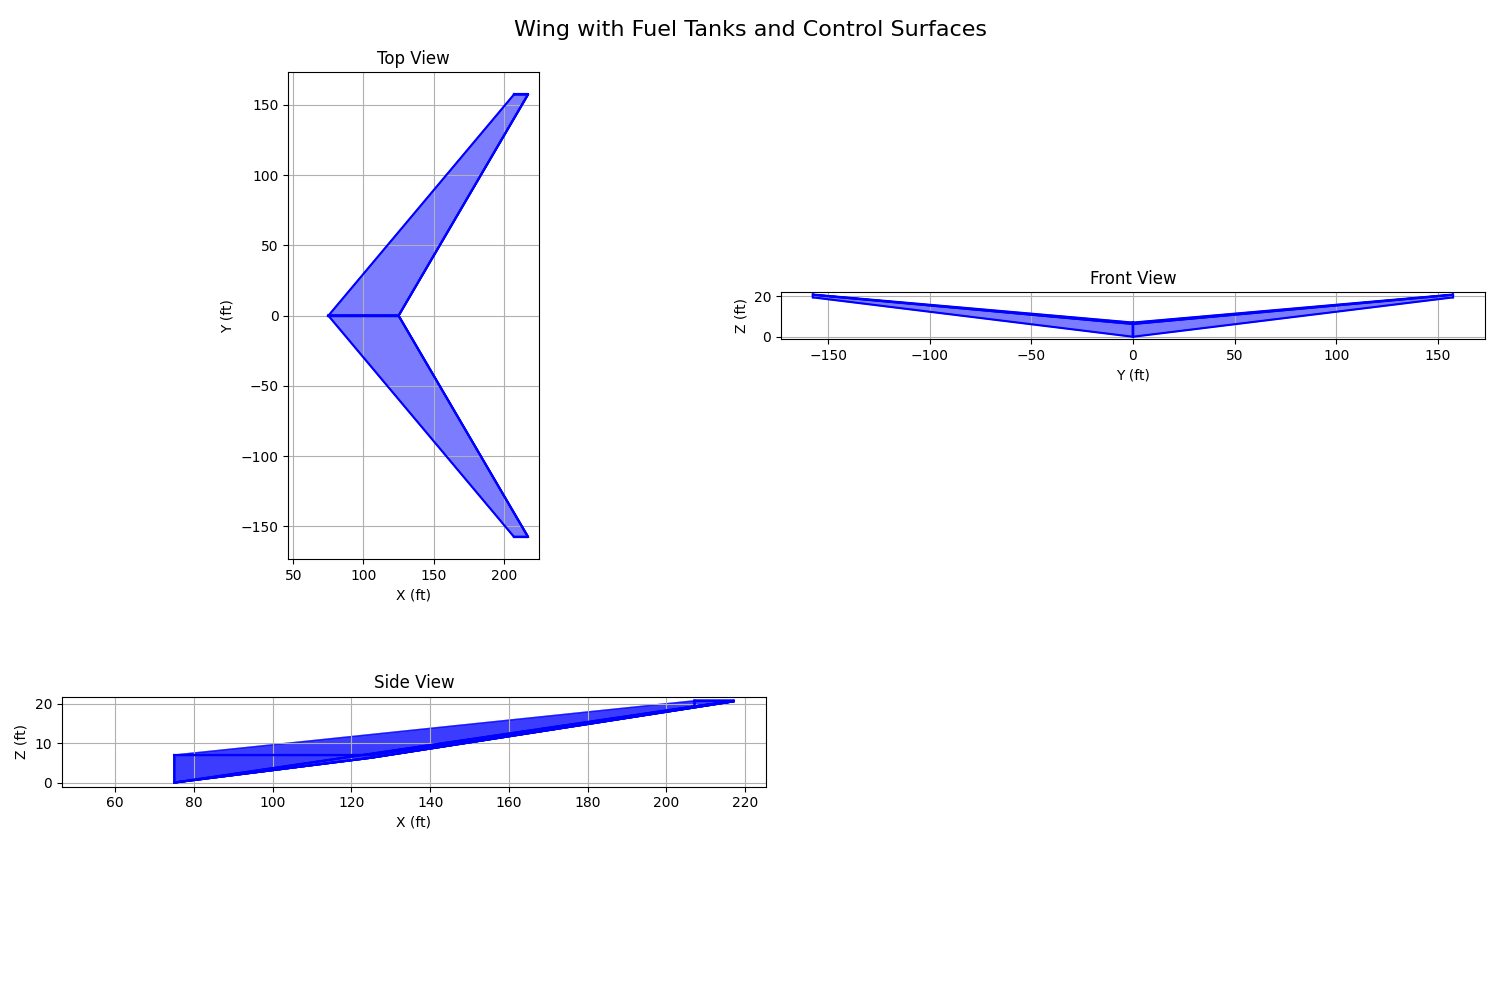 Wing with Fuel Tanks and Control Surfaces
Top View
150
100
50
0
−50
−100
−150
Y (ft)
50 100 150 200
X (ft)
Front View
20
0
Z (ft)
−150 −100 −50 0 50 100 150
Y (ft)
Side View
20
10
0
Z (ft)
60 80 100 120 140 160 180 200 220
X (ft)